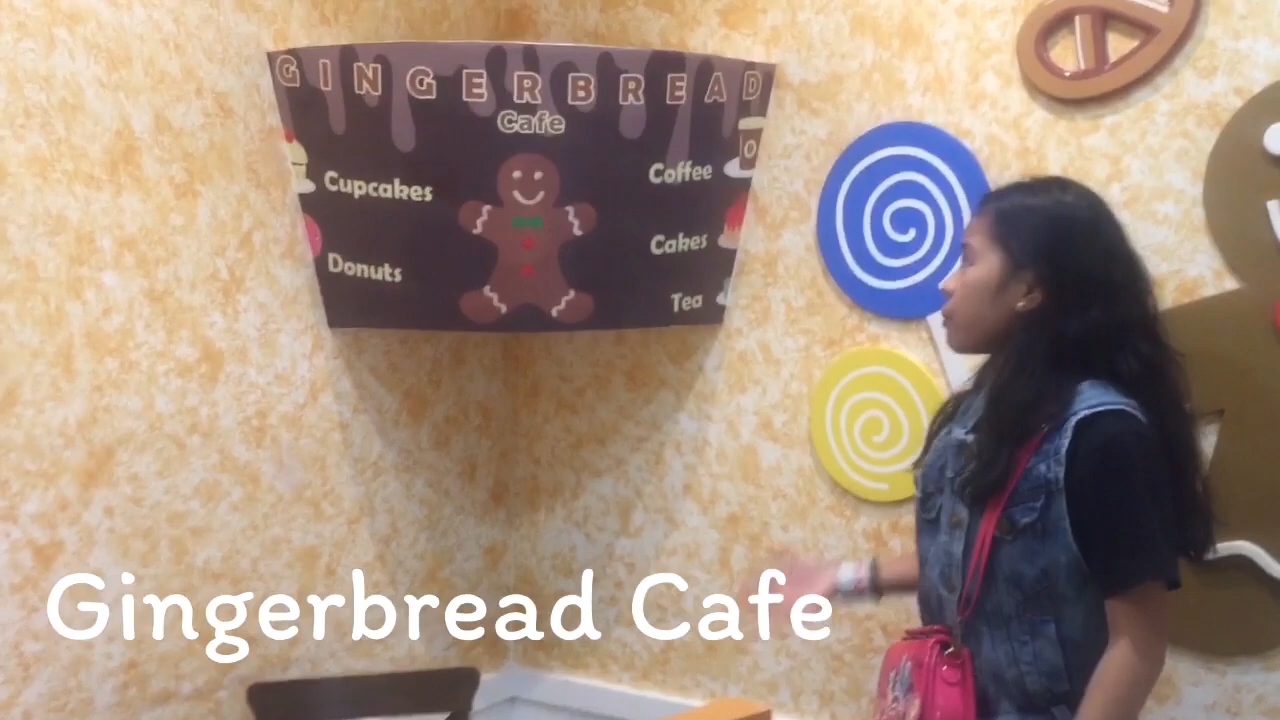 GINGERBREAD
Cafe
Cupcakes
Donuts
Coffee
Cakes
Tea
Gingerbread Cafe